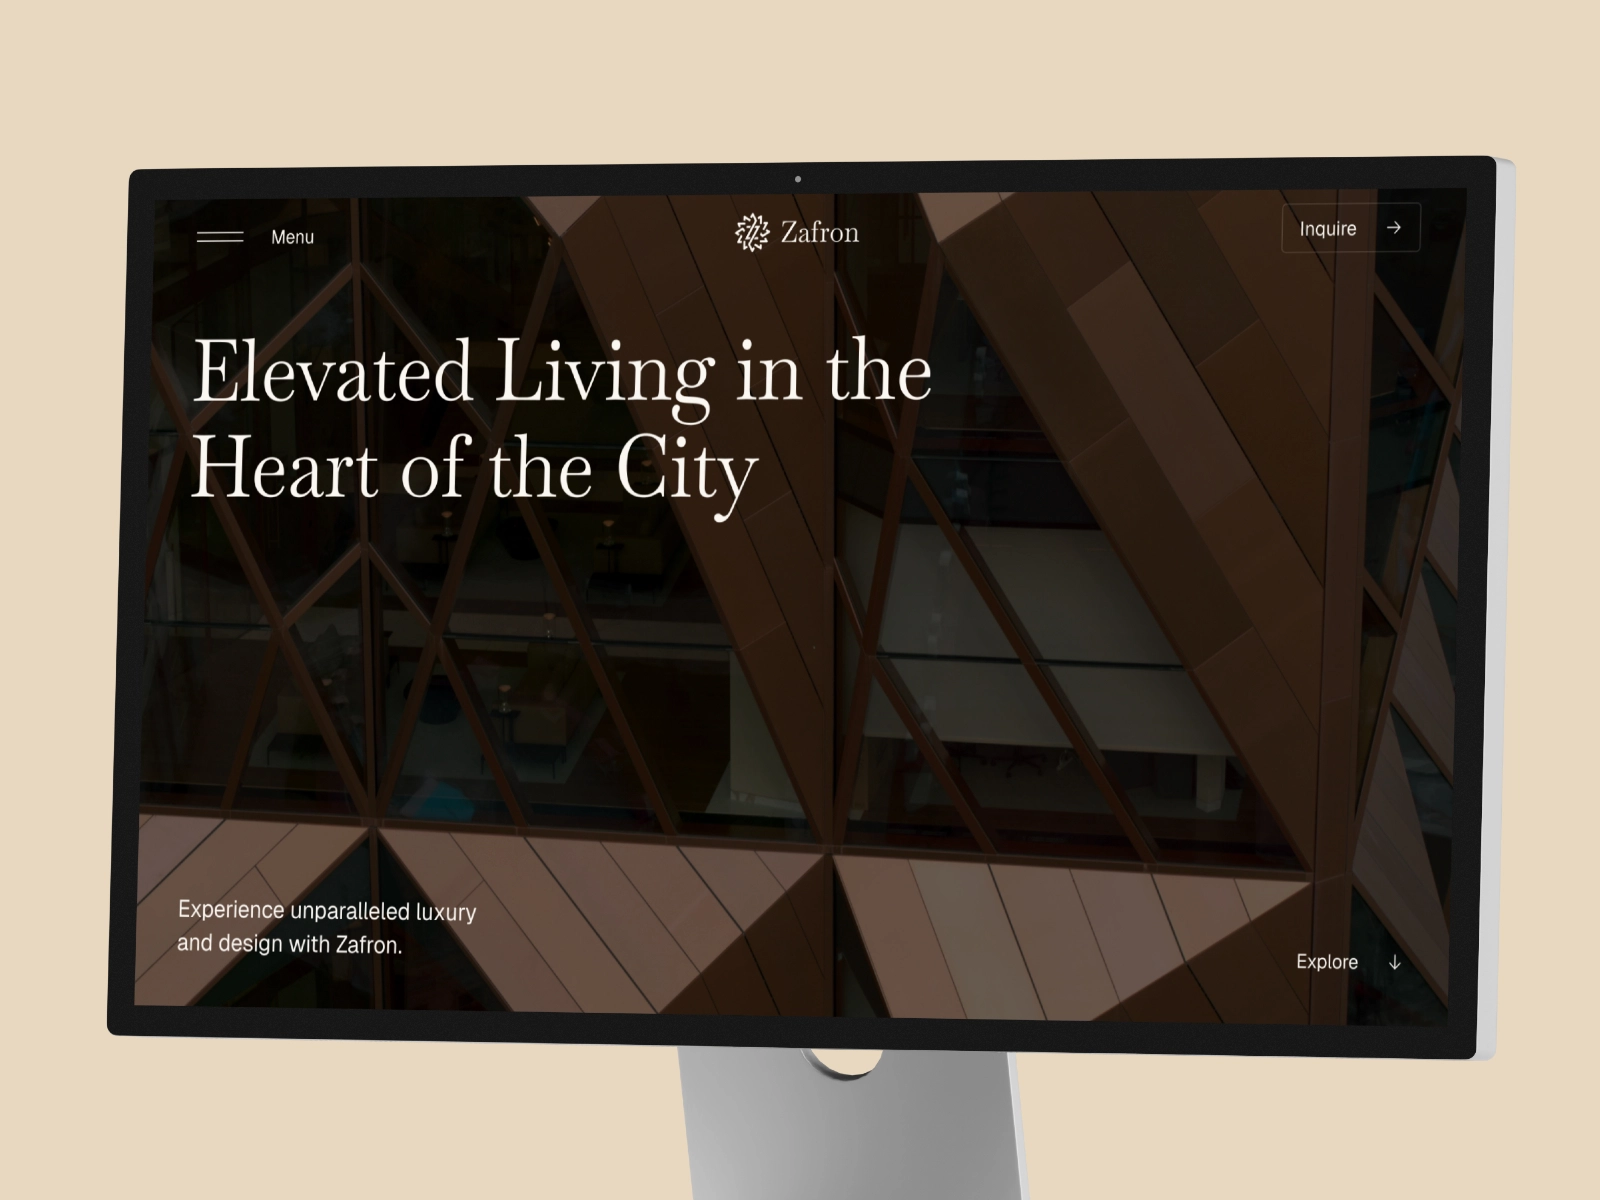 Menu
Zafron
Inquire →
Elevated Living in the
Heart of the City
Experience unparalleled luxury
and design with Zafron.
Explore ↓